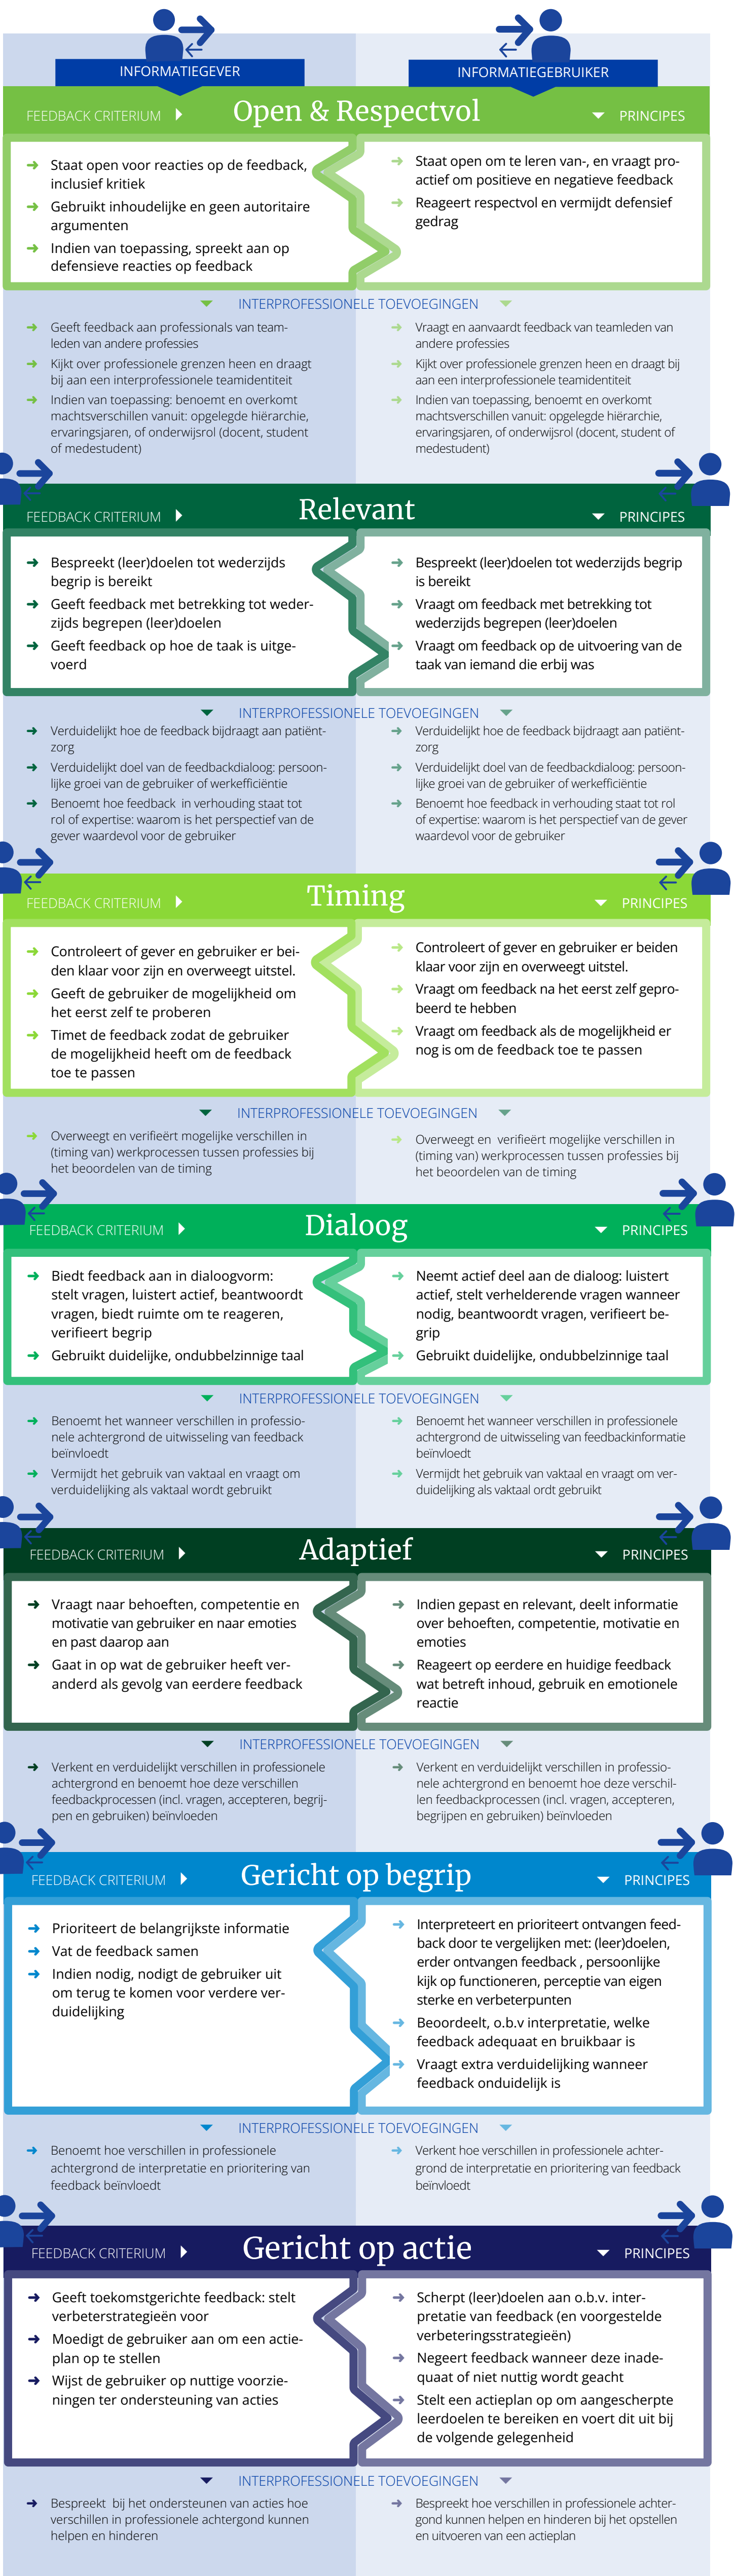 INFORMATIEGEVER
INFORMATIEGEBRUIKER
FEEDBACK CRITERIUM
Open & Respectvol
PRINCIPES
Staat open voor reacties op de feedback,
inclusief kritiek
Gebruikt inhoudelijke en geen autoritaire
argumenten
Indien van toepassing, spreekt aan op
defensieve reacties op feedback
Staat open om te leren van-, en vraagt pro-
actief om positieve en negatieve feedback
Reageert respectvol en vermijdt defensief
gedrag
INTERPROFESSIONELE TOEVOEGINGEN
Geeft feedback aan professionals van team-
leden van andere professies
Kijkt over professionele grenzen heen en draagt
bij aan een interprofessionele teamidentiteit
Indien van toepassing: benoemt en overkomt
machtsverschillen vanuit: opgelegde hiërarchie,
ervaringsjaren, of onderwijsrol (docent, student
of medestudent)
Vraagt en aanvaardt feedback van teamleden van
andere professies
Kijkt over professionele grenzen heen en draagt bij
aan een interprofessionele teamidentiteit
Indien van toepassing, benoemt en overkomt
machtsverschillen vanuit: opgelegde hiërarchie,
ervaringsjaren, of onderwijsrol (docent, student of
medestudent)
FEEDBACK CRITERIUM
Relevant
PRINCIPES
Bespreekt (leer)doelen tot wederzijds
begrip is bereikt
Geeft feedback met betrekking tot weder-
zijds begrepen (leer)doelen
Geeft feedback op hoe de taak is uitge-
voerd
Bespreekt (leer)doelen tot wederzijds begrip
is bereikt
Vraagt om feedback met betrekking tot
wederzijds begrepen (leer)doelen
Vraagt om feedback op de uitvoering van de
taak van iemand die erbij was
INTERPROFESSIONELE TOEVOEGINGEN
Verduidelijkt hoe de feedback bijdraagt aan patiënt-
zorg
Verduidelijkt doel van de feedbackdialoog: persoon-
lijke groei van de gebruiker of werkefficiëntie
Benoemt hoe feedback in verhouding staat tot
rol of expertise: waarom is het perspectief van de
gever waardevol voor de gebruiker
Verduidelijkt hoe de feedback bijdraagt aan patiënt-
zorg
Verduidelijkt doel van de feedbackdialoog: persoon-
lijke groei van de gebruiker of werkefficiëntie
Benoemt hoe feedback in verhouding staat tot rol
of expertise: waarom is het perspectief van de gever
waardevol voor de gebruiker
FEEDBACK CRITERIUM
Timing
PRINCIPES
Controleert of gever en gebruiker er bei-
den klaar voor zijn en overweegt uitstel.
Geeft de gebruiker de mogelijkheid om
het eerst zelf te proberen
Timet de feedback zodat de gebruiker
de mogelijkheid heeft om de feedback
toe te passen
Controleert of gever en gebruiker er beiden
klaar voor zijn en overweegt uitstel.
Vraagt om feedback na het eerst zelf gepro-
beerd te hebben
Vraagt om feedback als de mogelijkheid er
nog is om de feedback toe te passen
INTERPROFESSIONELE TOEVOEGINGEN
Overweegt en verifieërt mogelijke verschillen in
(timing van) werkprocessen tussen professies bij
het beoordelen van de timing
Overweegt en verifieërt mogelijke verschillen in
(timing van) werkprocessen tussen professies bij
het beoordelen van de timing
FEEDBACK CRITERIUM
Dialoog
PRINCIPES
Biedt feedback aan in dialoogvorm:
stelt vragen, luistert actief, beantwoordt
vragen, biedt ruimte om te reageren,
verifieert begrip
Gebruikt duidelijke, ondubbelzinnige taal
Neemt actief deel aan de dialoog: luistert
actief, stelt verhelderende vragen wanneer
nodig, beantwoordt vragen, verifieert be-
grip
Gebruikt duidelijke, ondubbelzinnige taal
INTERPROFESSIONELE TOEVOEGINGEN
Benoemt het wanneer verschillen in professio-
nele achtergrond de uitwisseling van feedback
beïnvloedt
Vermijdt het gebruik van vaktaal en vraagt om
verduidelijking als vaktaal wordt gebruikt
Benoemt het wanneer verschillen in professionele
achtergrond de uitwisseling van feedbackinformatie
beïnvloedt
Vermijdt het gebruik van vaktaal en vraagt om ver-
duidelijking als vaktaal ordt gebruikt
FEEDBACK CRITERIUM
Adaptief
PRINCIPES
Vraagt naar behoeften, competentie en
motivatie van gebruiker en naar emoties
en past daarop aan
Gaat in op wat de gebruiker heeft ver-
anderd als gevolg van eerdere feedback
Indien gepast en relevant, deelt informatie
over behoeften, competentie, motivatie en
emoties
Reageert op eerdere en huidige feedback
wat betreft inhoud, gebruik en emotionele
reactie
INTERPROFESSIONELE TOEVOEGINGEN
Verkent en verduidelijkt verschillen in professionele
achtergrond en benoemt hoe deze verschillen
feedbackprocessen (incl. vragen, accepteren, begrij-
pen en gebruiken) beïnvloeden
Verkent en verduidelijkt verschillen in professio-
nele achtergrond en benoemt hoe deze verschil-
len feedbackprocessen (incl. vragen, accepteren,
begrijpen en gebruiken) beïnvloeden
FEEDBACK CRITERIUM
Gericht op begrip
PRINCIPES
Prioriteert de belangrijkste informatie
Vat de feedback samen
Indien nodig, nodigt de gebruiker uit
om terug te komen voor verdere ver-
duidelijking
Interpreteert en prioriteert ontvangen feed-
back door te vergelijken met: (leer)doelen,
erder ontvangen feedback , persoonlijke
kijk op functioneren, perceptie van eigen
sterke en verbeterpunten
Beoordeelt, o.b.v interpretatie, welke
feedback adequaat en bruikbaar is
Vraagt extra verduidelijking wanneer
feedback onduidelijk is
INTERPROFESSIONELE TOEVOEGINGEN
Benoemt hoe verschillen in professionele
achtergrond de interpretatie en prioritering van
feedback beïnvloedt
Verkent hoe verschillen in professionele achter-
grond de interpretatie en prioritering van feedback
beïnvloedt
FEEDBACK CRITERIUM
Gericht op actie
PRINCIPES
Geeft toekomstgerichte feedback: stelt
verbeterstrategieën voor
Moedigt de gebruiker aan om een actie-
plan op te stellen
Wijst de gebruiker op nuttige voorzie-
ningen ter ondersteuning van acties
Scherpt (leer)doelen aan o.b.v. inter-
pretatie van feedback (en voorgestelde
verbeteringsstrategieën)
Negeert feedback wanneer deze inade-
quaat of niet nuttig wordt geacht
Stelt een actieplan op om aangescherpte
leerdoelen te bereiken en voert dit uit bij
de volgende gelegenheid
INTERPROFESSIONELE TOEVOEGINGEN
Bespreekt bij het ondersteunen van acties hoe
verschillen in professionele achtergond kunnen
helpen en hinderen
Bespreekt hoe verschillen in professionele achter-
gond kunnen helpen en hinderen bij het opstellen
en uitvoeren van een actieplan